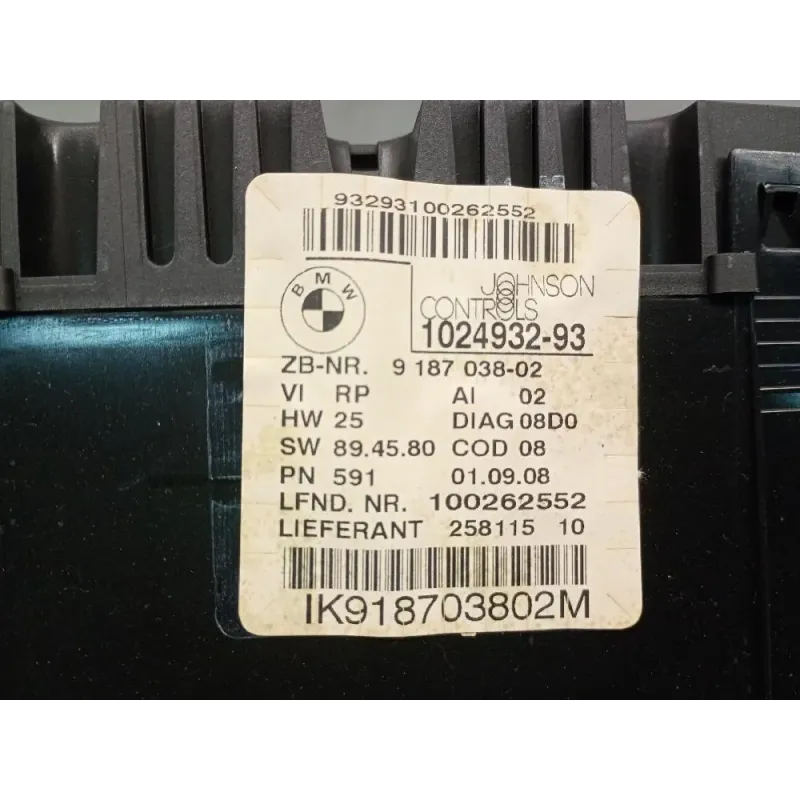 93293100262552
BMW
JOHNSON
CONTROLS
1024932-93
ZB-NR. 9 187 038-02
VI RP AI 02
HW 25 DIAG 08D0
SW 89.45.80 COD 08
PN 591 01.09.08
LFND. NR. 100262552
LIEFERANT 258115 10
IK918703802M